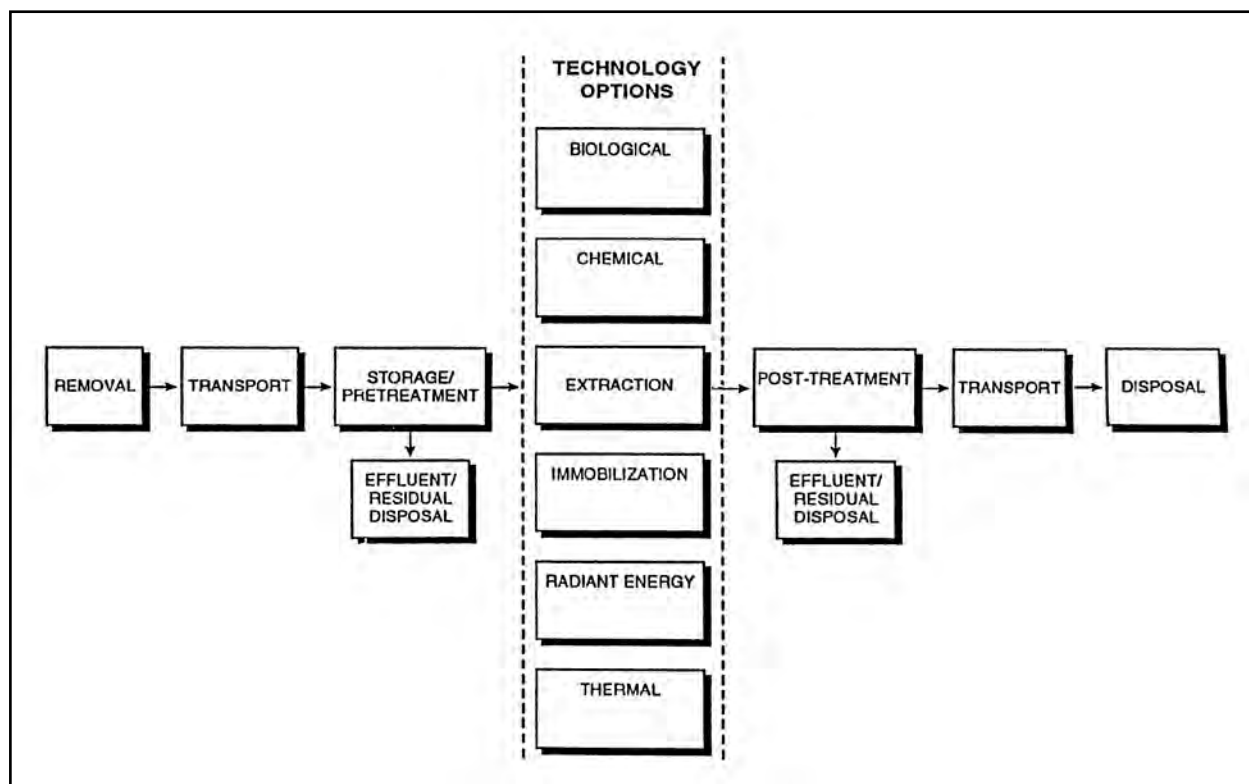 TECHNOLOGY
OPTIONS
BIOLOGICAL
CHEMICAL
REMOVAL
TRANSPORT
STORAGE/
PRETREATMENT
EXTRACTION
POST-TREATMENT
TRANSPORT
DISPOSAL
EFFLUENT/
RESIDUAL
DISPOSAL
IMMOBILIZATION
EFFLUENT/
RESIDUAL
DISPOSAL
RADIANT ENERGY
THERMAL